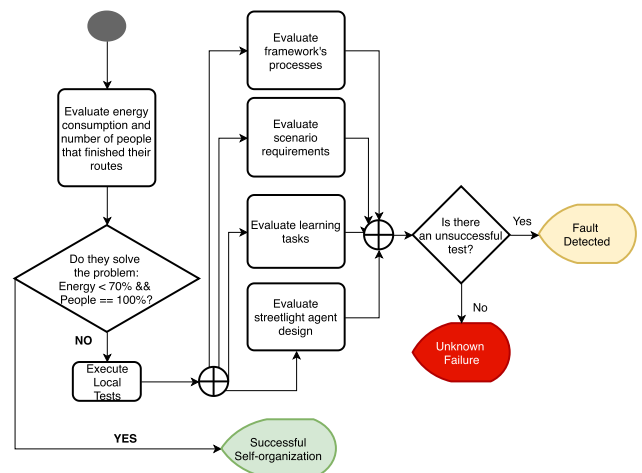 Evaluate energy
consumption and
number of people
that finished their
routes
Do they solve
the problem:
Energy < 70% &&
People == 100%?
NO
Execute
Local
Tests
YES
Successful
Self-organization
Evaluate
framework's
processes
Evaluate
scenario
requirements
Evaluate learning
tasks
Evaluate
streetlight agent
design
Is there
an unsuccessful
test?
Yes
Fault
Detected
No
Unknown
Failure